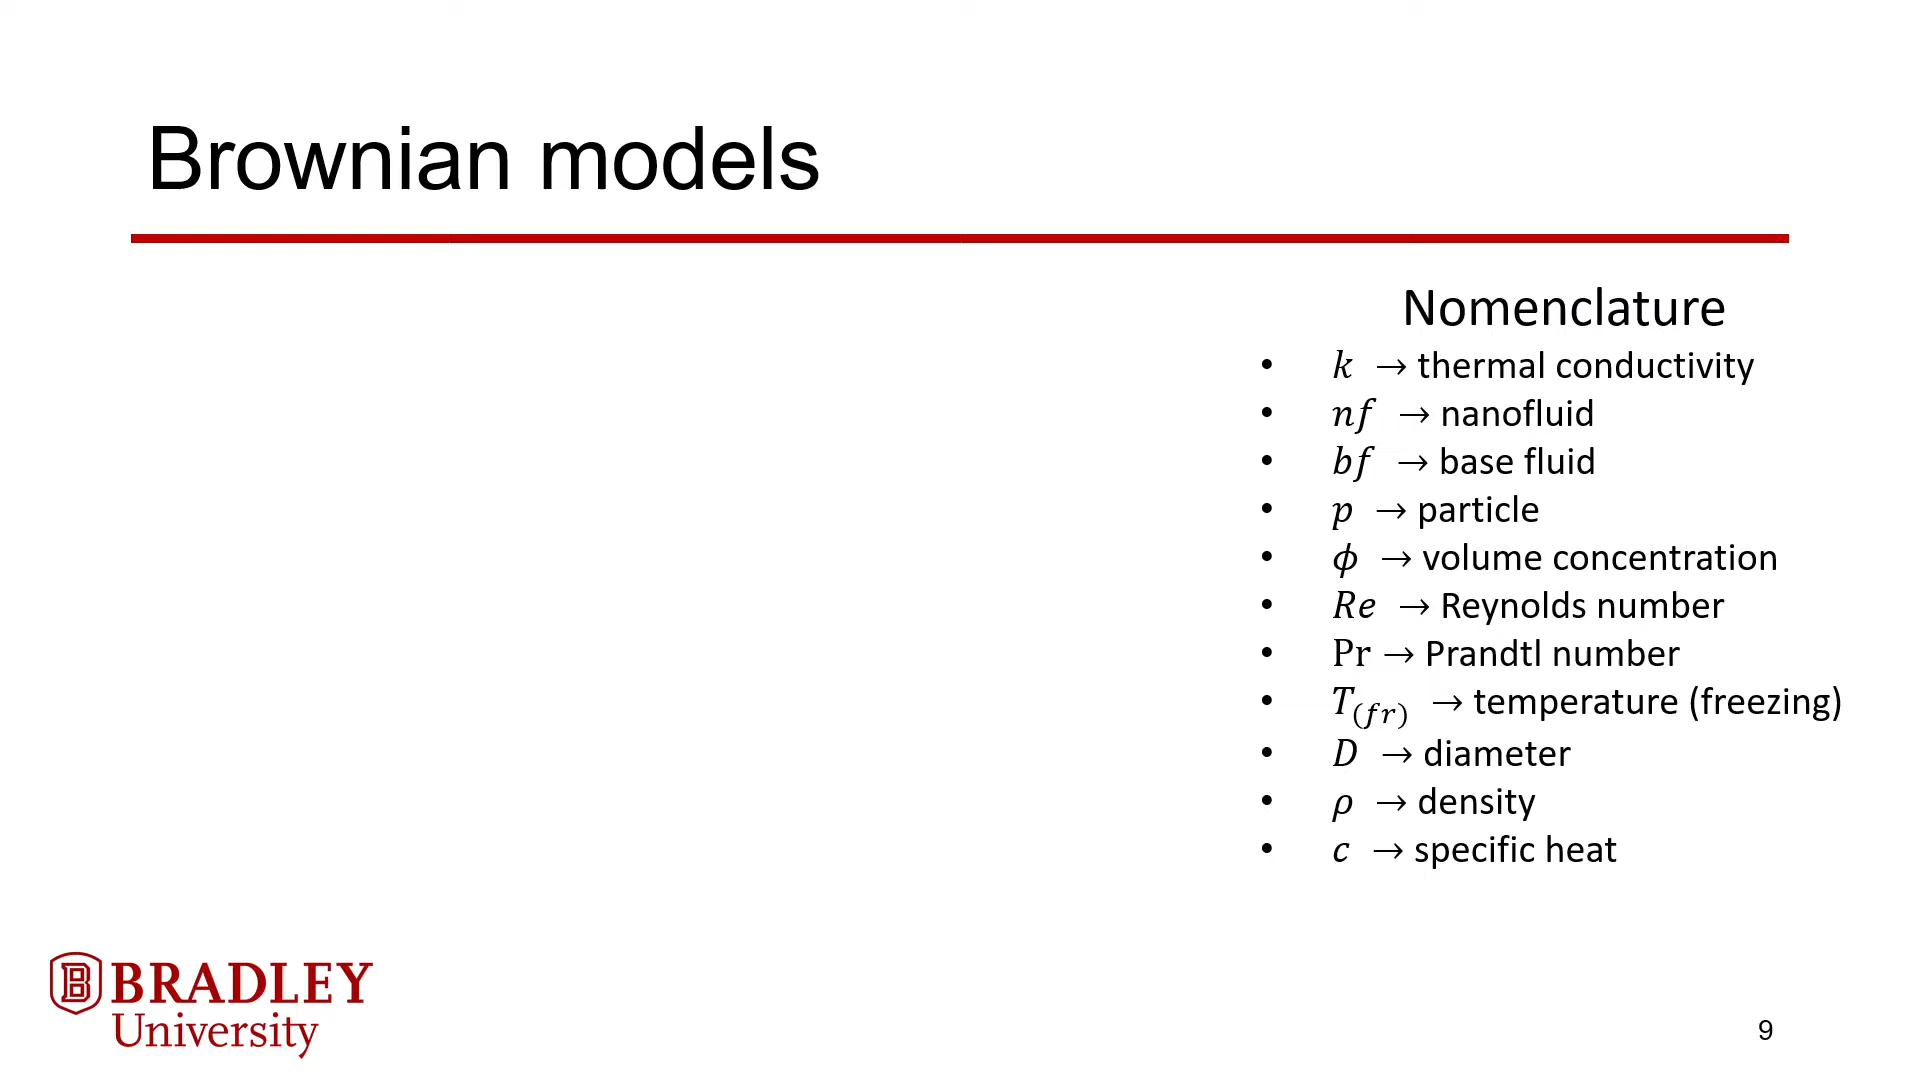 Brownian models
Nomenclature
• k → thermal conductivity
• nf → nanofluid
• bf → base fluid
• p → particle
• ϕ → volume concentration
• Re → Reynolds number
• Pr → Prandtl number
• T(fr) → temperature (freezing)
• D → diameter
• ρ → density
• c → specific heat
B BRADLEY
University
9